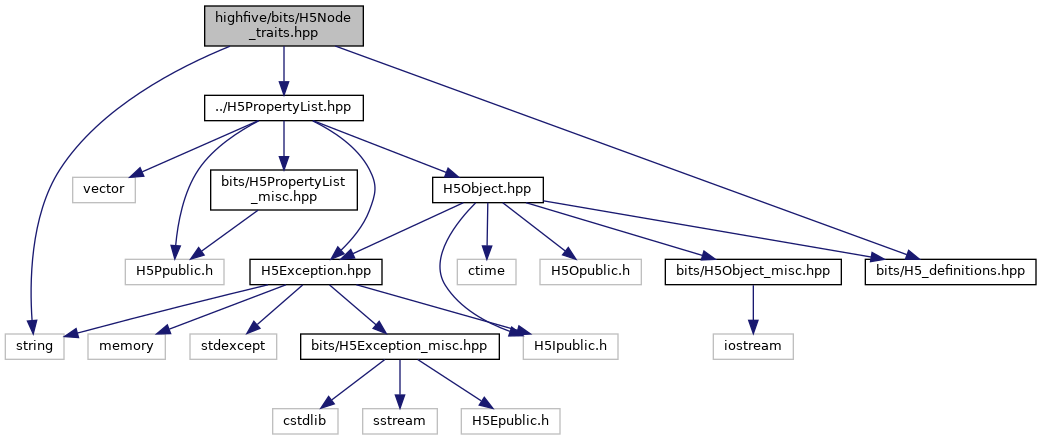 highfive/bits/H5Node
_traits.hpp
../H5PropertyList.hpp
vector
bits/H5PropertyList
_misc.hpp
H5Object.hpp
H5Ppublic.h
H5Exception.hpp
ctime
H5Opublic.h
bits/H5Object_misc.hpp
bits/H5_definitions.hpp
string
memory
stdexcept
bits/H5Exception_misc.hpp
H5Ipublic.h
iostream
cstdlib
sstream
H5Epublic.h